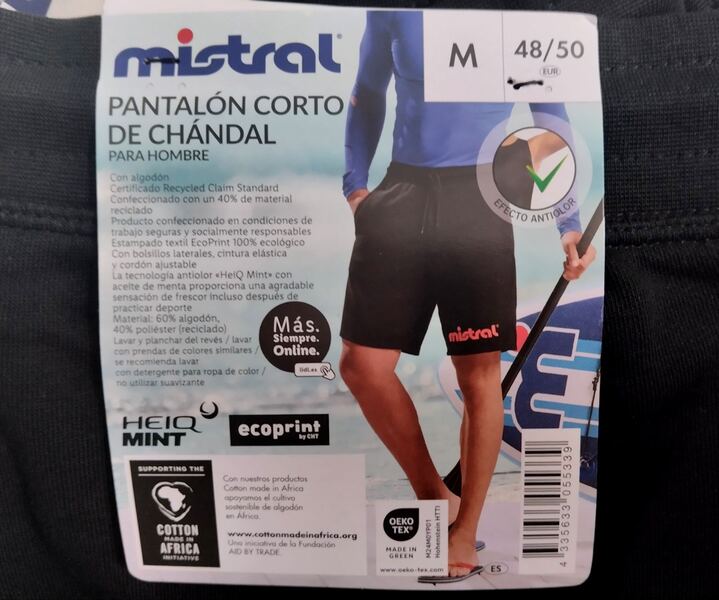 mistral
M
48/50
EUR
PANTALÓN CORTO
DE CHÁNDAL
PARA HOMBRE
Con algodón
Certificado Recycled Claim Standard
Confeccionado con un 40% de material
reciclado
Producto confeccionado en condiciones de
trabajo seguras y socialmente responsables
Estampado textil EcoPrint 100% ecológico
Con bolsillos laterales, cintura elástica
y cordón ajustable
La tecnología antiolor «HeiQ Mint» con
aceite de menta proporciona una agradable
sensación de frescor incluso después de
practicar deporte
Material: 60% algodón,
40% poliéster (reciclado)
Lavar y planchar del revés / lavar
con prendas de colores similares /
se recomienda lavar
con detergente para ropa de color /
no utilizar suavizante
EFECTO ANTIOLOR
Más.
Siempre.
Online.
lidl.es
mistral
HEIQ
MINT
ecoprint
by CHT
SUPPORTING THE
COTTON
MADE IN
AFRICA
INITIATIVE
Con nuestros productos
Cotton made in Africa
apoyamos el cultivo
sostenible de algodón
en África.
www.cottonmadeinafrica.org
Una iniciativa de la Fundación
AID BY TRADE.
OEKO
TEX®
MADE IN
GREEN
M24M0YP01
Hohenstein HTTI
www.oeko-tex.com
ES
4 335633 055339